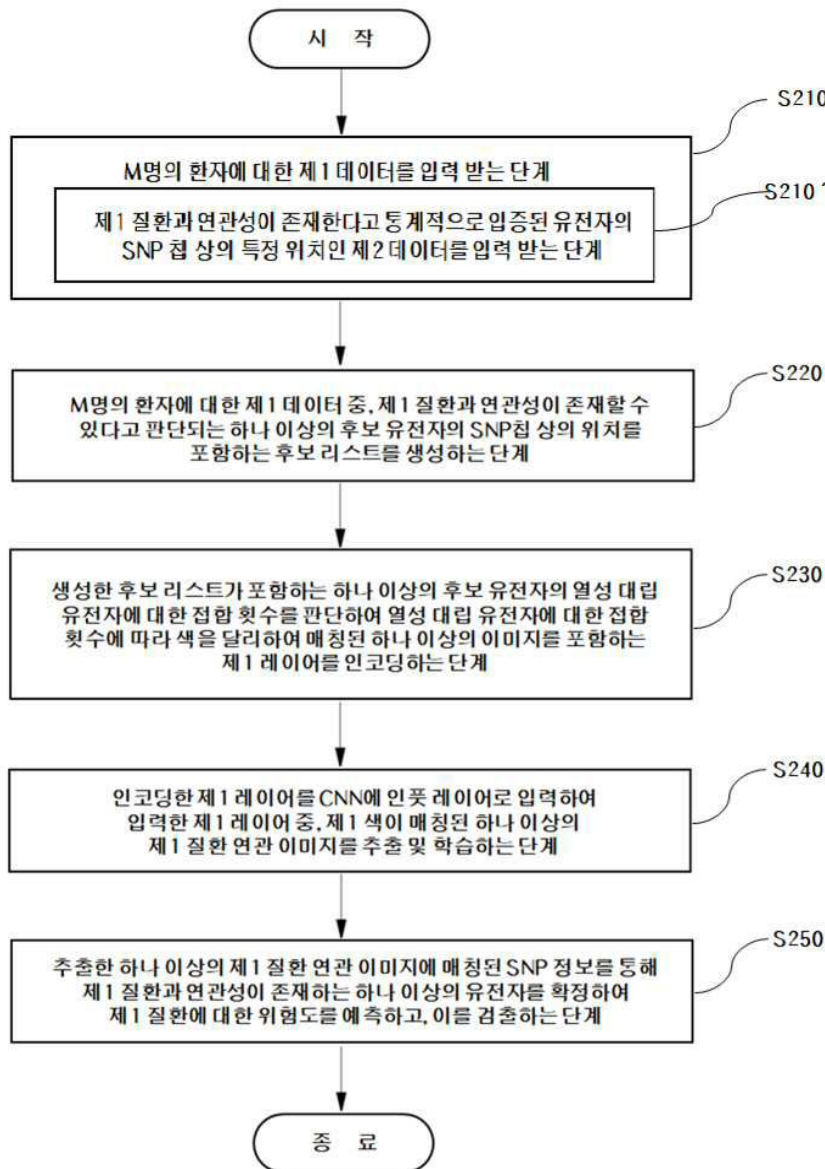 시 작
S210
M명의 환자에 대한 제1 데이터를 입력 받는 단계
S210'
제1 질환과 연관성이 존재한다고 통계적으로 입증된 유전자의
SNP 칩 상의 특정 위치인 제2 데이터를 입력 받는 단계
S220
M명의 환자에 대한 제1 데이터 중, 제1 질환과 연관성이 존재할 수
있다고 판단되는 하나 이상의 후보 유전자의 SNP칩 상의 위치를
포함하는 후보 리스트를 생성하는 단계
S230
생성한 후보 리스트가 포함하는 하나 이상의 후보 유전자의 열성 대립
유전자에 대한 접합 횟수를 판단하여 열성 대립 유전자에 대한 접합
횟수에 따라 색을 달리하여 매칭된 하나 이상의 이미지를 포함하는
제1 레이어를 인코딩하는 단계
S240
인코딩한 제1 레이어를 CNN에 인풋 레이어로 입력하여
입력한 제1 레이어 중, 제1 색이 매칭된 하나 이상의
제1 질환 연관 이미지를 추출 및 학습하는 단계
S250
추출한 하나 이상의 제1 질환 연관 이미지에 매칭된 SNP 정보를 통해
제1 질환과 연관성이 존재하는 하나 이상의 유전자를 확정하여
제1 질환에 대한 위험도를 예측하고, 이를 검출하는 단계
종 료